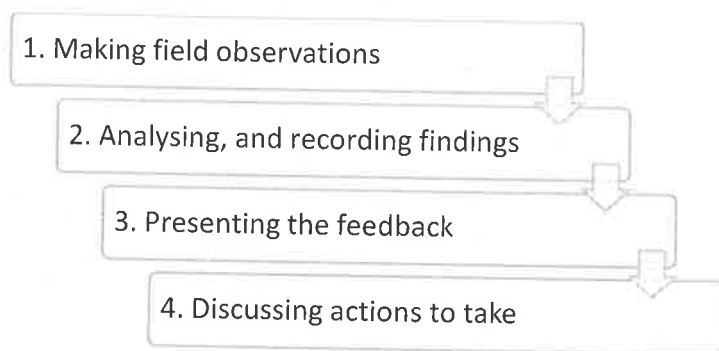 1. Making field observations
2. Analysing, and recording findings
3. Presenting the feedback
4. Discussing actions to take